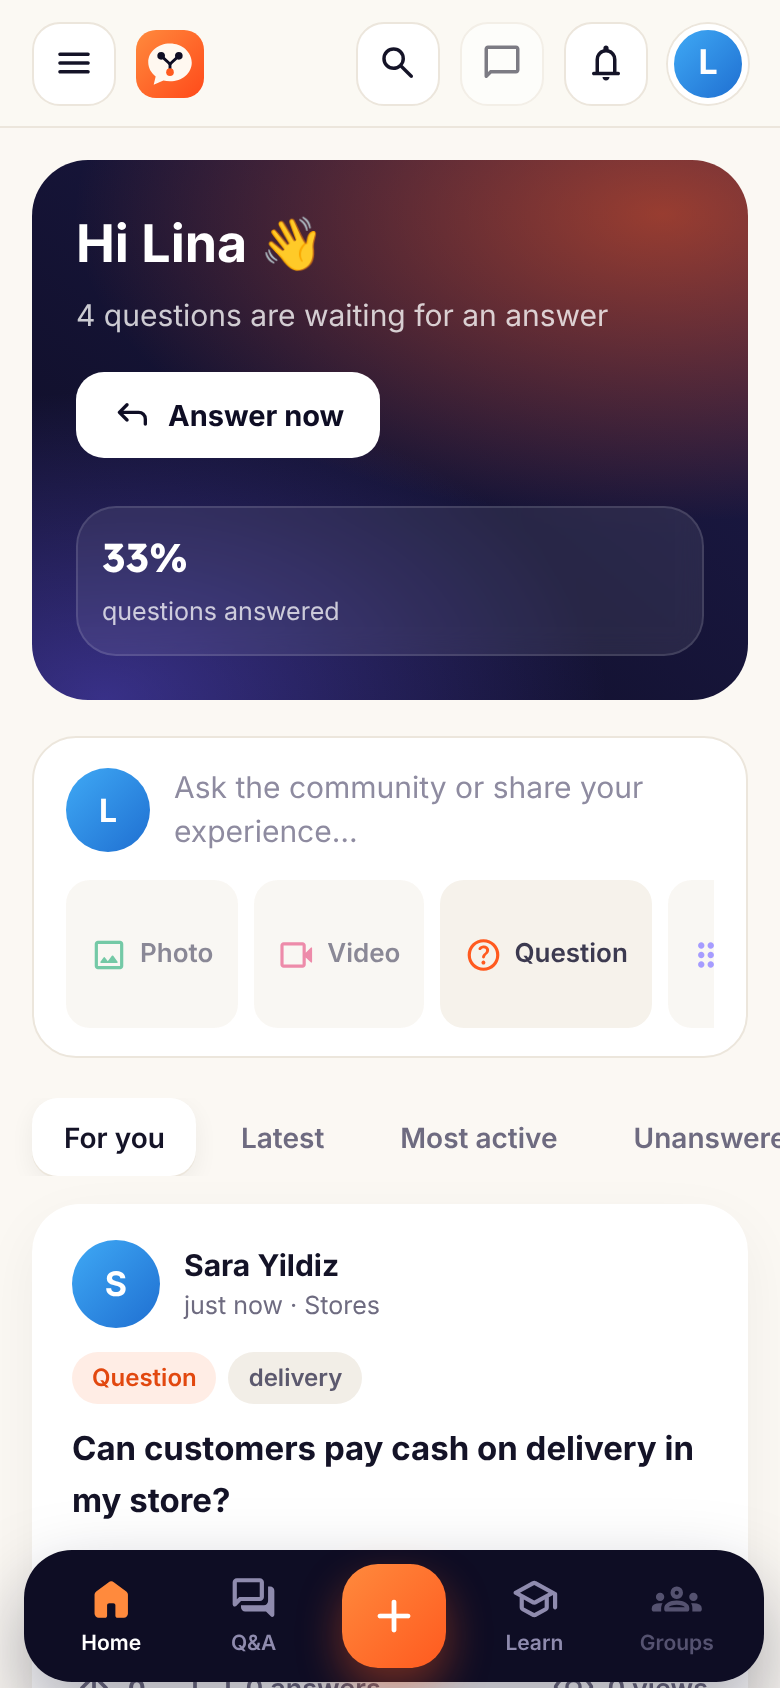 L
Hi Lina 👋
4 questions are waiting for an answer
Answer now
33%
questions answered
L
Ask the community or share your
experience...
Photo Video Question
For you Latest Most active
S
Sara Yildiz
just now · Stores
Question delivery
Can customers pay cash on delivery in
my store?
Home Q&A Learn Groups